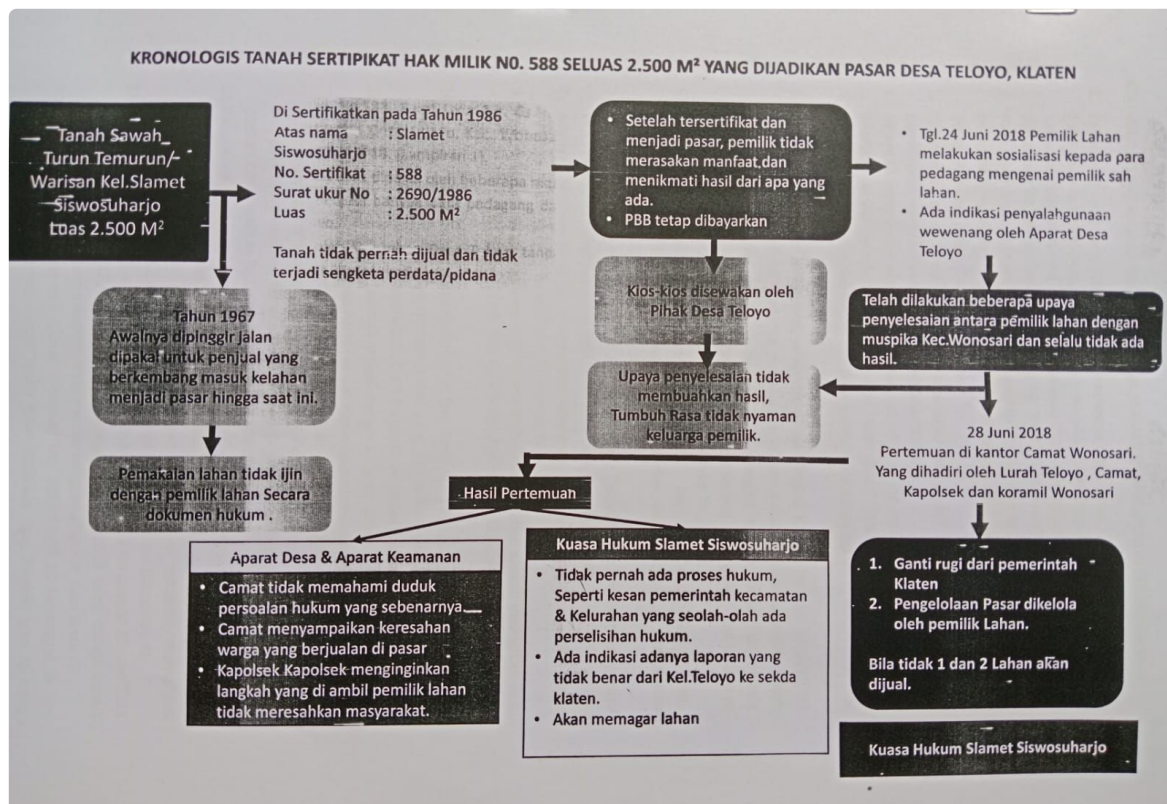 KRONOLOGIS TANAH SERTIPIKAT HAK MILIK N0. 588 SELUAS 2.500 M² YANG DIJADIKAN PASAR DESA TELOYO, KLATEN
Tanah Sawah
Turun Temurun/
Warisan Kel.Slamet
Siswosuharjo
Luas 2.500 M²
Di Sertifikatkan pada Tahun 1986
Atas nama : Slamet
Siswosuharjo
No. Sertifikat : 588
Surat ukur No : 2690/1986
Luas : 2.500 M²
Tanah tidak pernah dijual dan tidak
terjadi sengketa perdata/pidana
• Setelah tersertifikat dan
menjadi pasar, pemilik tidak
merasakan manfaat,dan
menikmati hasil dari apa yang
ada.
• PBB tetap dibayarkan
• Tgl.24 Juni 2018 Pemilik Lahan
melakukan sosialisasi kepada para
pedagang mengenai pemilik sah
lahan.
• Ada indikasi penyalahgunaan
wewenang oleh Aparat Desa
Teloyo
Tahun 1967
Awalnya dipinggir jalan
dipakai untuk penjual yang
berkembang masuk kelahan
menjadi pasar hingga saat ini.
Kios-kios disewakan oleh
Pihak Desa Teloyo
Telah dilakukan beberapa upaya
penyelesaian antara pemilik lahan dengan
muspika Kec.Wonosari dan selalu tidak ada
hasil.
Upaya penyelesaian tidak
membuahkan hasil,
Tumbuh Rasa tidak nyaman
keluarga pemilik.
Pemakaian lahan tidak ijin
dengan pemilik lahan Secara
dokumen hukum .
28 Juni 2018
Pertemuan di kantor Camat Wonosari.
Yang dihadiri oleh Lurah Teloyo , Camat,
Kapolsek dan koramil Wonosari
Hasil Pertemuan
Aparat Desa & Aparat Keamanan
• Camat tidak memahami duduk
persoalan hukum yang sebenarnya
• Camat menyampaikan keresahan
warga yang berjualan di pasar
• Kapolsek Kapolsek menginginkan
langkah yang di ambil pemilik lahan
tidak meresahkan masyarakat.
Kuasa Hukum Slamet Siswosuharjo
• Tidak pernah ada proses hukum,
Seperti kesan pemerintah kecamatan
& Kelurahan yang seolah-olah ada
perselisihan hukum.
• Ada indikasi adanya laporan yang
tidak benar dari Kel.Teloyo ke sekda
klaten.
• Akan memagar lahan
1. Ganti rugi dari pemerintah
Klaten
2. Pengelolaan Pasar dikelola
oleh pemilik Lahan.
Bila tidak 1 dan 2 Lahan akan
dijual.
Kuasa Hukum Slamet Siswosuharjo